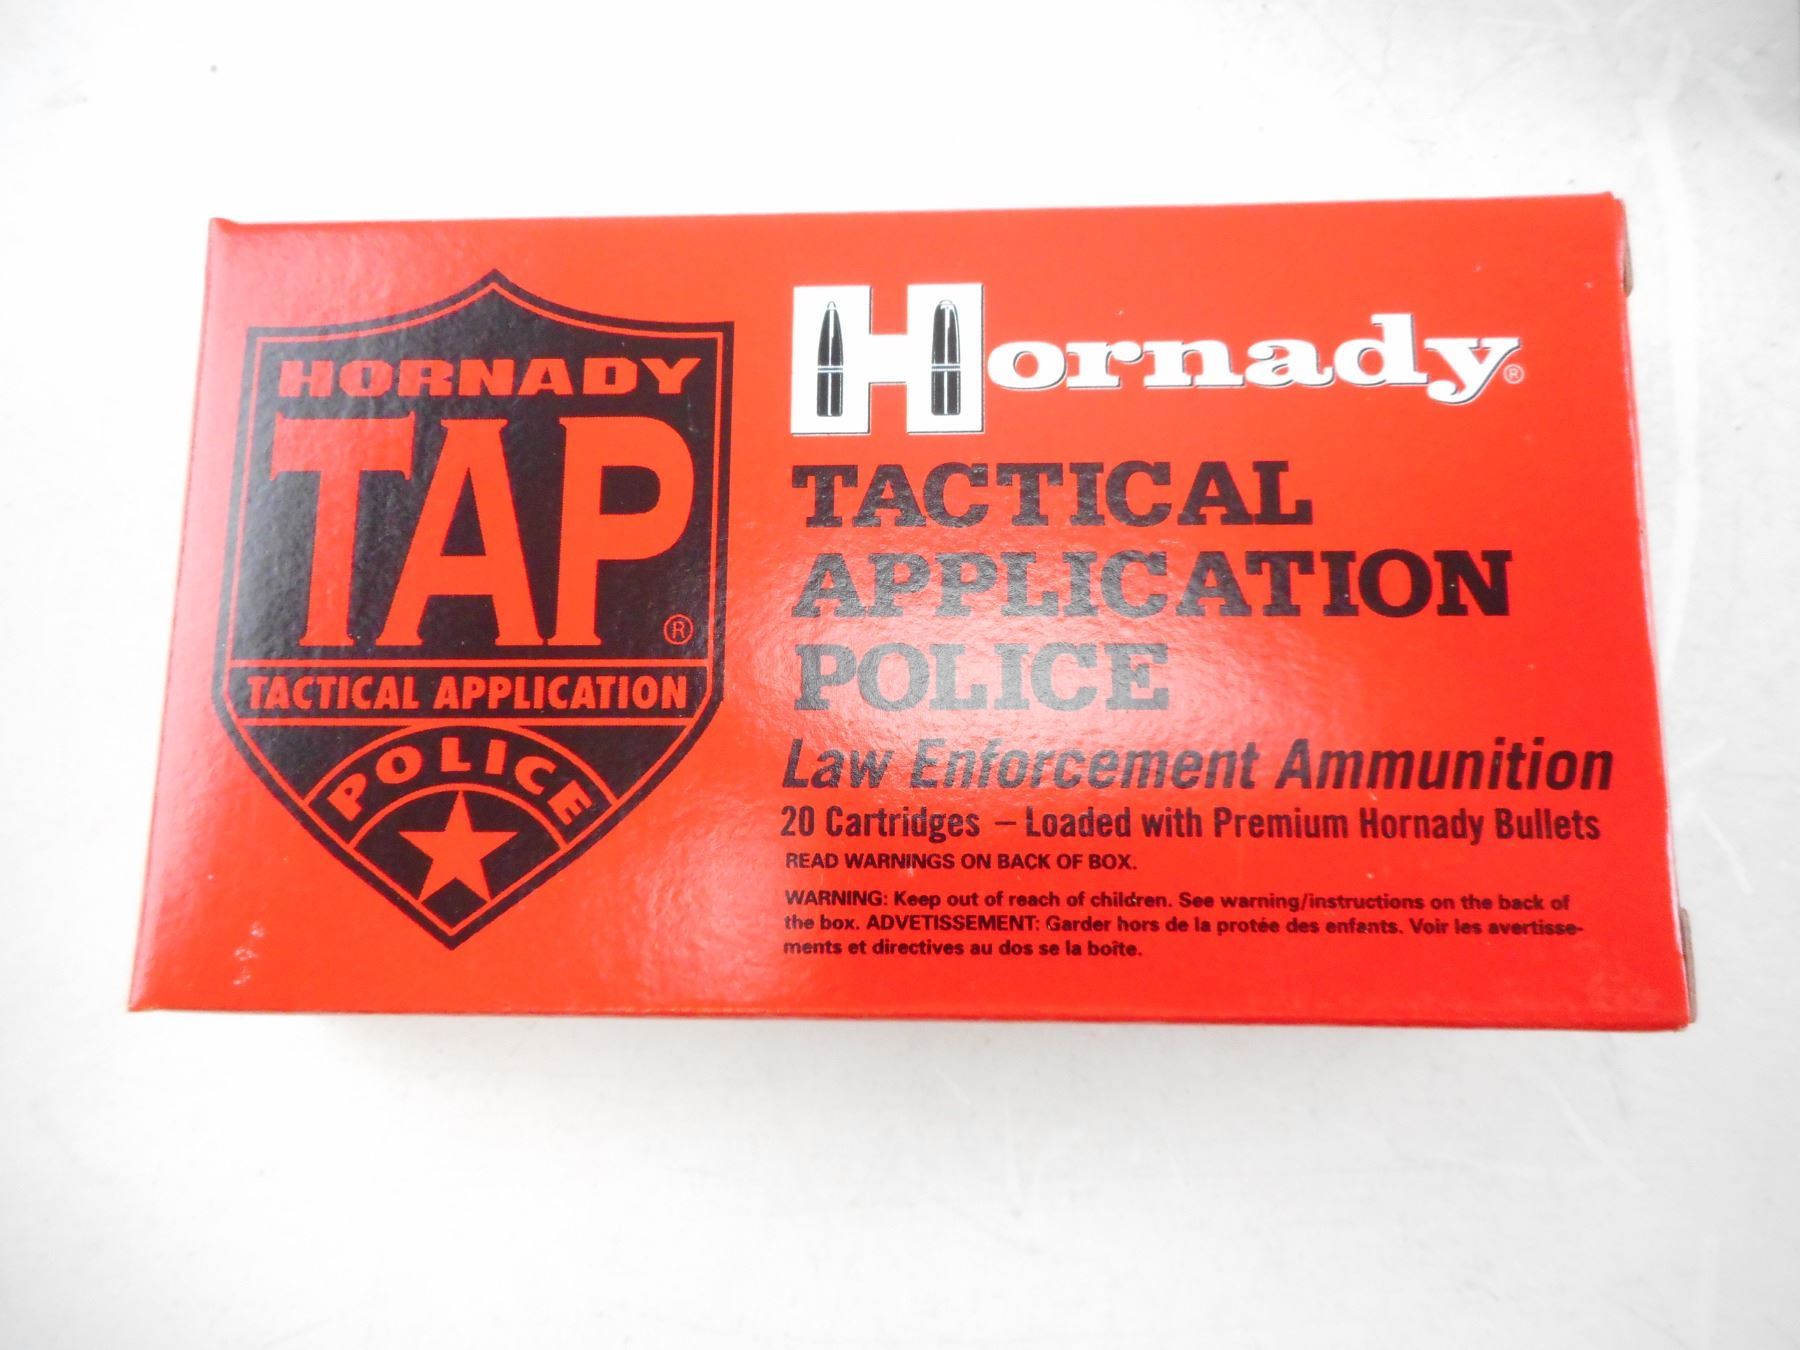 HORNADY
TAP®
TACTICAL APPLICATION
POLICE
Hornady®
TACTICAL
APPLICATION
POLICE
Law Enforcement Ammunition
20 Cartridges – Loaded with Premium Hornady Bullets
READ WARNINGS ON BACK OF BOX.
WARNING: Keep out of reach of children. See warning/instructions on the back of
the box. ADVETISSEMENT: Garder hors de la protée des enfants. Voir les avertisse-
ments et directives au dos se la boîte.